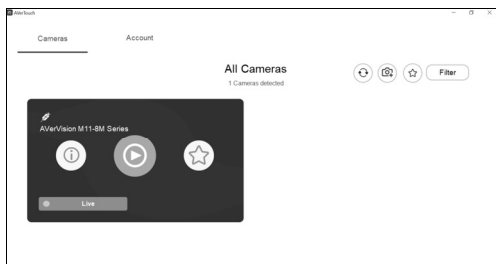 AVerTouch
Cameras
Account
All Cameras
1 Cameras detected
Filter
AVerVision M11-8M Series
Live